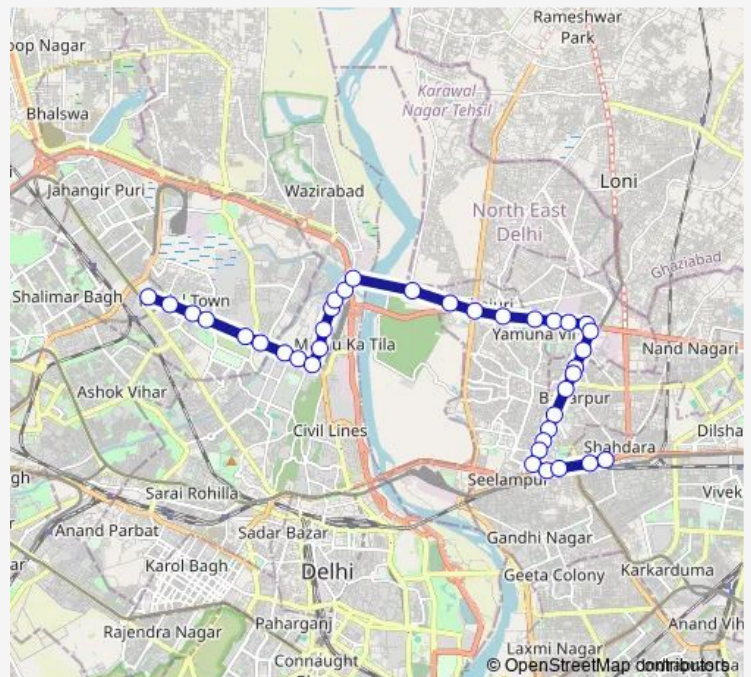 Rameshwar
Park
oop Nagar
Karawal
Nagar Tehsil
Bhalswa
Jahangir Puri
Wazirabad
Loni
North East
Delhi
Ghaziabad
Shalimar Bagh
l Town
Yamuna Vi
Nand Nagari
Ka Tila
Ashok Vihar
Civil Lines
Shahdara
Dilsha
gh
Seelampur
Sarai Rohilla
Vivek
Anand Parbat
Sadar Bazar
Gandhi Nagar
ar
Karol Bagh
Delhi
Geeta Colony
Karkarduma
Rajendra Nagar
Paharganj
Anand Vih
Laxmi Nagar
Connaught
© OpenStreetMap contributors